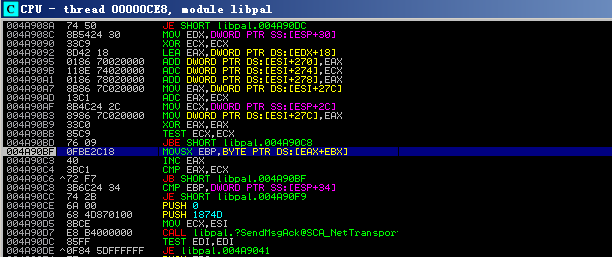 C CPU - thread 00000CE8, module libpal
004A908A 74 50 JE SHORT libpal.004A90DC
004A908C 8B5424 30 MOV EDX,DWORD PTR SS:[ESP+30]
004A9090 33C9 XOR ECX,ECX
004A9092 8D42 18 LEA EAX,DWORD PTR DS:[EDX+18]
004A9095 0186 70020000 ADD DWORD PTR DS:[ESI+270],EAX
004A909B 118E 74020000 ADC DWORD PTR DS:[ESI+274],ECX
004A90A1 0186 78020000 ADD DWORD PTR DS:[ESI+278],EAX
004A90A7 8B86 7C020000 MOV EAX,DWORD PTR DS:[ESI+27C]
004A90AD 13C1 ADC EAX,ECX
004A90AF 8B4C24 2C MOV ECX,DWORD PTR SS:[ESP+2C]
004A90B3 8986 7C020000 MOV DWORD PTR DS:[ESI+27C],EAX
004A90B9 33C0 XOR EAX,EAX
004A90BB 85C9 TEST ECX,ECX
004A90BD 76 09 JBE SHORT libpal.004A90C8
004A90BF 0FBE2C18 MOVSX EBP,BYTE PTR DS:[EAX+EBX]
004A90C3 40 INC EAX
004A90C4 3BC1 CMP EAX,ECX
004A90C6 ^72 F7 JB SHORT libpal.004A90BF
004A90C8 3B6C24 34 CMP EBP,DWORD PTR SS:[ESP+34]
004A90CC 74 2B JE SHORT libpal.004A90F9
004A90CE 6A 00 PUSH 0
004A90D0 68 4D870100 PUSH 1874D
004A90D5 8BCE MOV ECX,ESI
004A90D7 E8 B4000000 CALL libpal.?SendMsgAck@SCA_NetTranspor
004A90DC 85FF TEST EDI,EDI
004A90DE ^0F84 5DFFFFFF JE libpal.004A9041